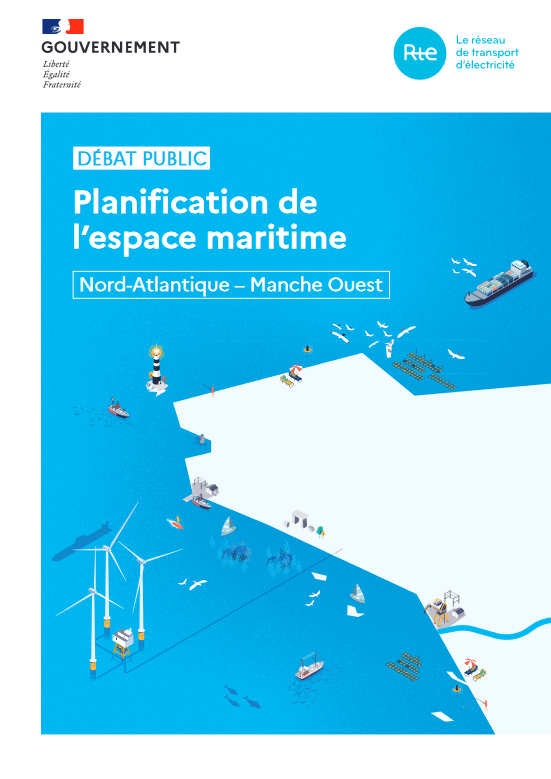 GOUVERNEMENT
Liberté
Égalité
Fraternité
Rte
Le réseau
de transport
d'électricité
DÉBAT PUBLIC
Planification de
l'espace maritime
Nord-Atlantique – Manche Ouest